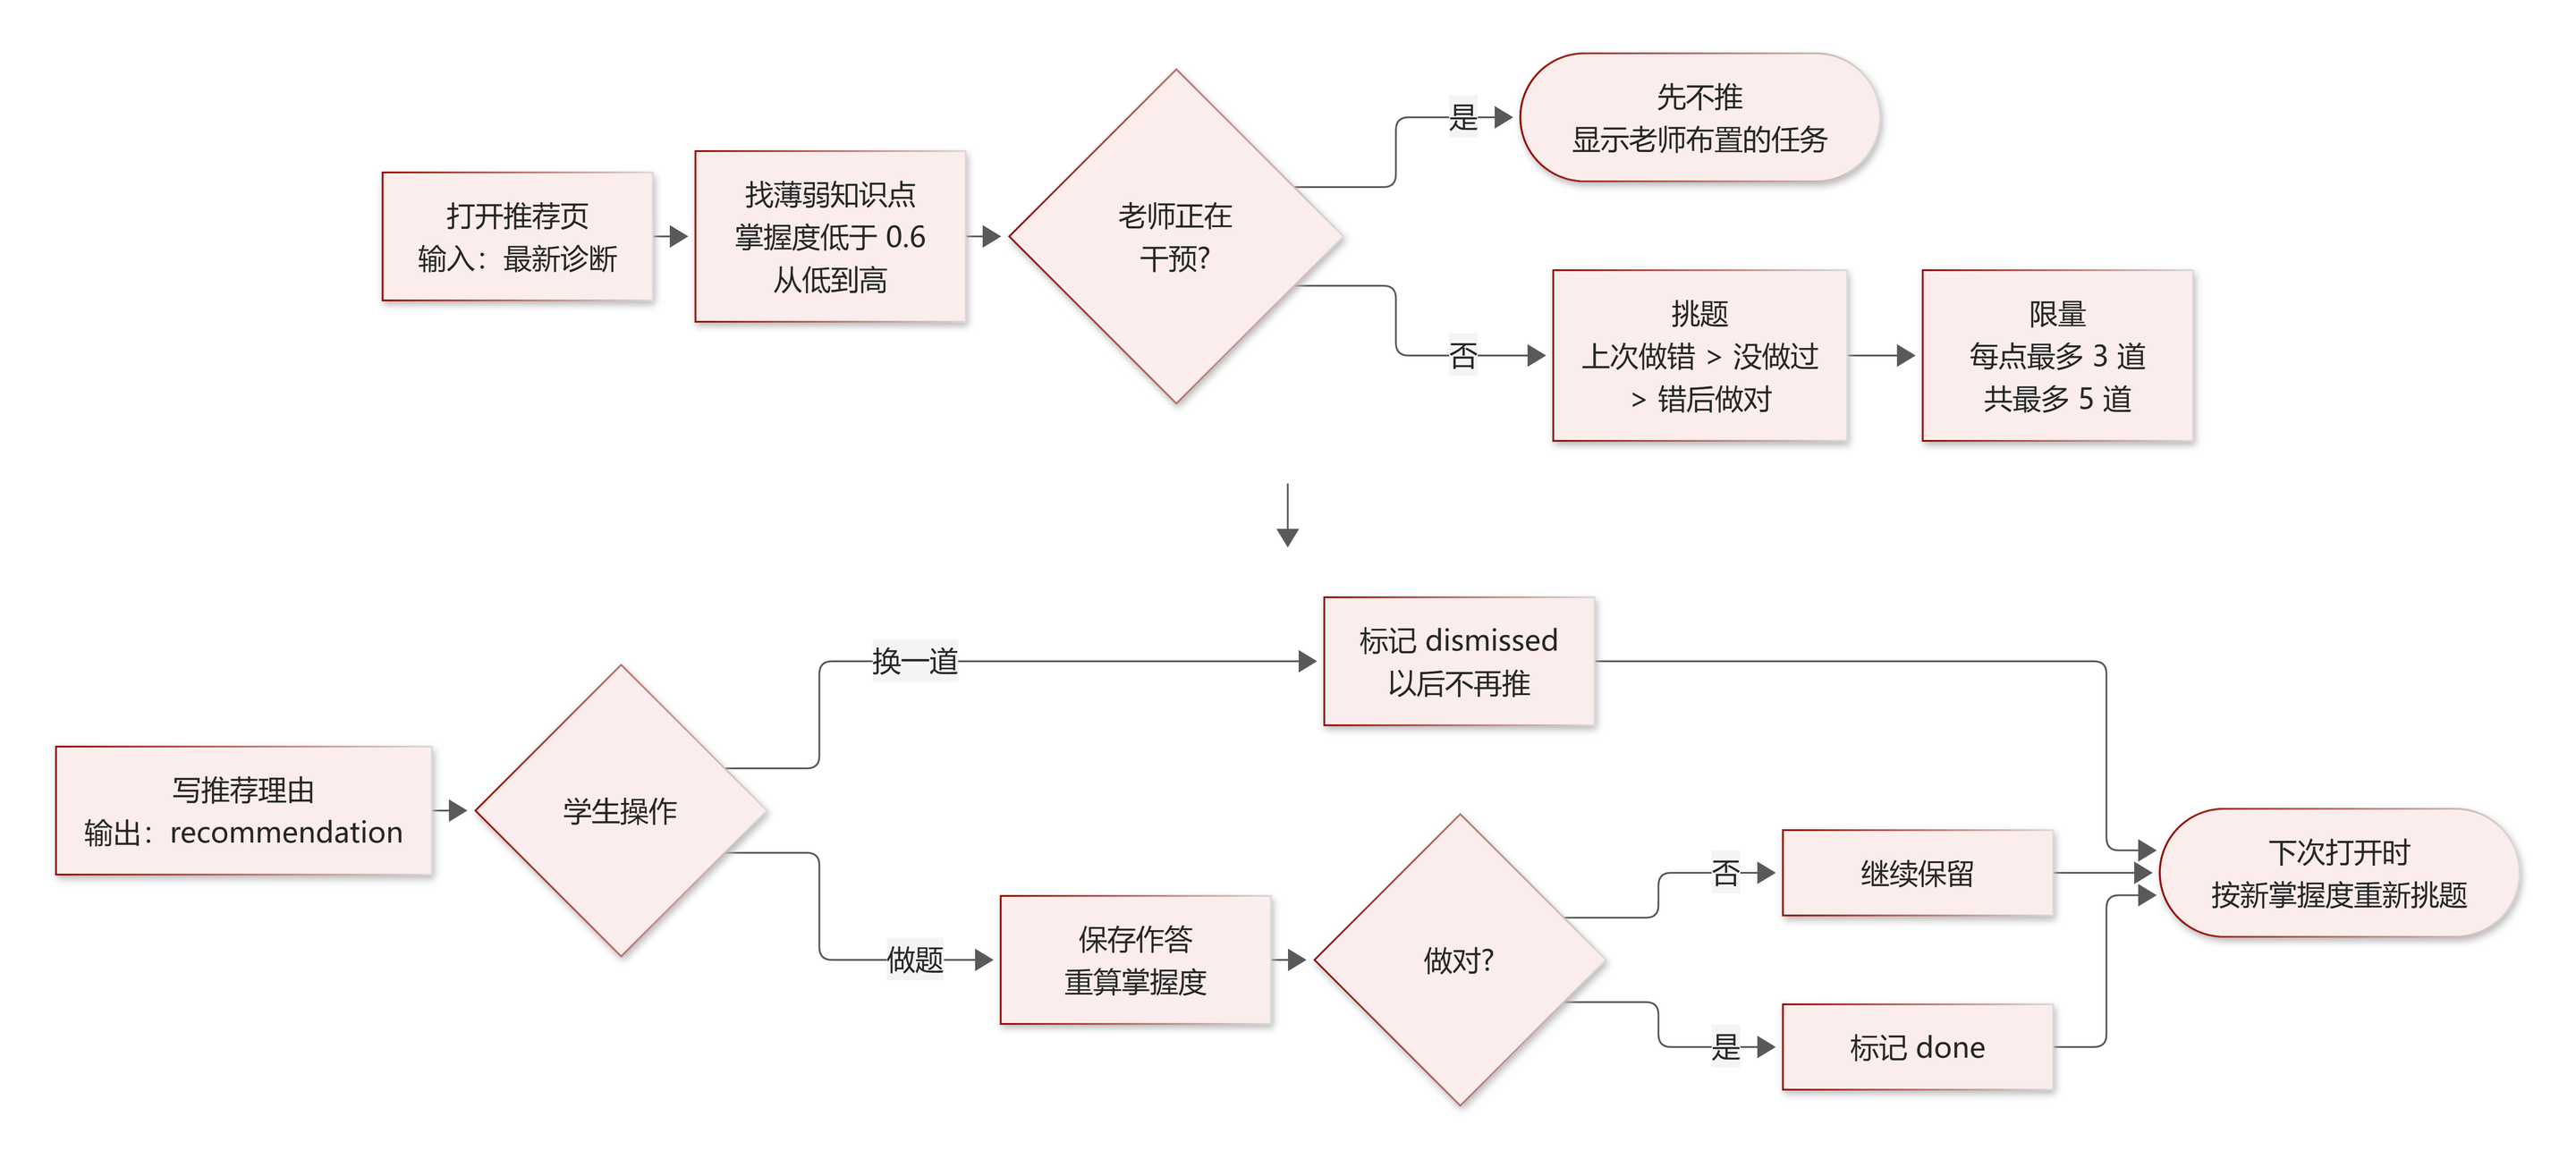 打开推荐页
输入：最新诊断
找薄弱知识点
掌握度低于 0.6
从低到高
老师正在
干预?
是
先不推
显示老师布置的任务
否
挑题
上次做错 > 没做过
> 错后做对
限量
每点最多 3 道
共最多 5 道
写推荐理由
输出：recommendation
学生操作
换一道
标记 dismissed
以后不再推
做题
保存作答
重算掌握度
做对?
否
继续保留
是
标记 done
下次打开时
按新掌握度重新挑题